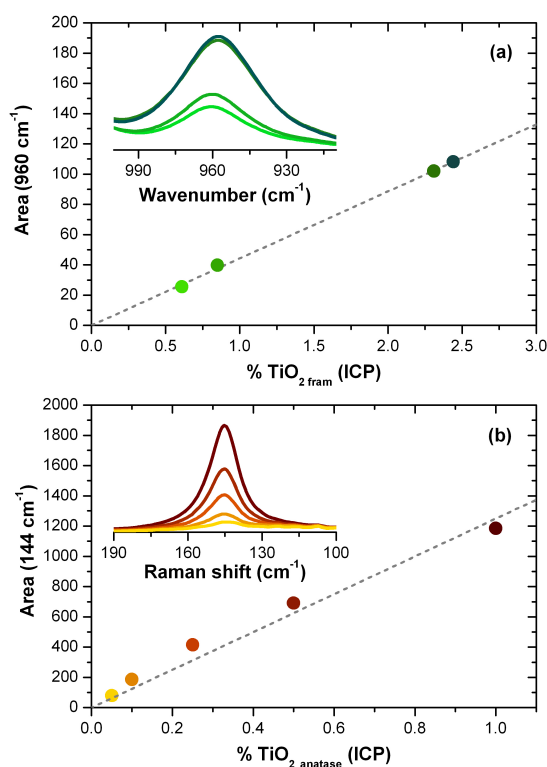 200
180
160
140
120
100
80
60
40
20
0
Area (960 cm-1)
(a)
990 960 930
Wavenumber (cm-1)
0.0 0.5 1.0 1.5 2.0 2.5 3.0
% TiO2 fram (ICP)
2000
1800
1600
1400
1200
1000
800
600
400
200
0
Area (144 cm-1)
(b)
190 160 130 100
Raman shift (cm-1)
0.0 0.2 0.4 0.6 0.8 1.0
% TiO2 anatase (ICP)